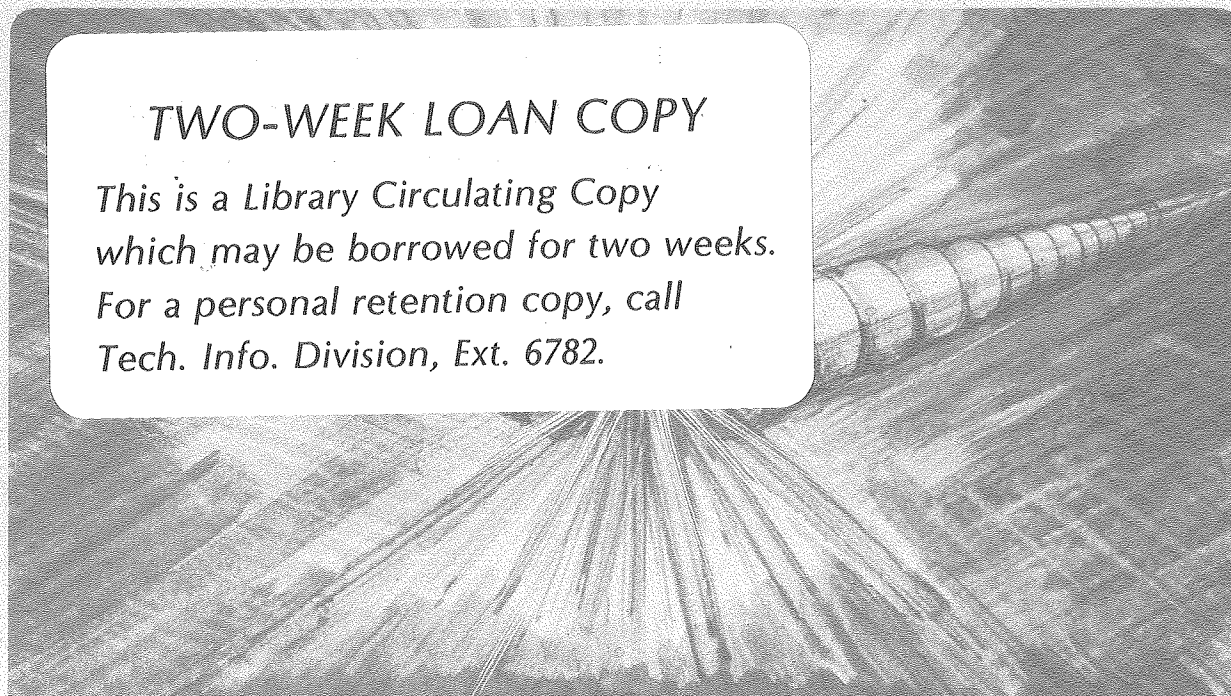 TWO-WEEK LOAN COPY
This is a Library Circulating Copy
which may be borrowed for two weeks.
For a personal retention copy, call
Tech. Info. Division, Ext. 6782.